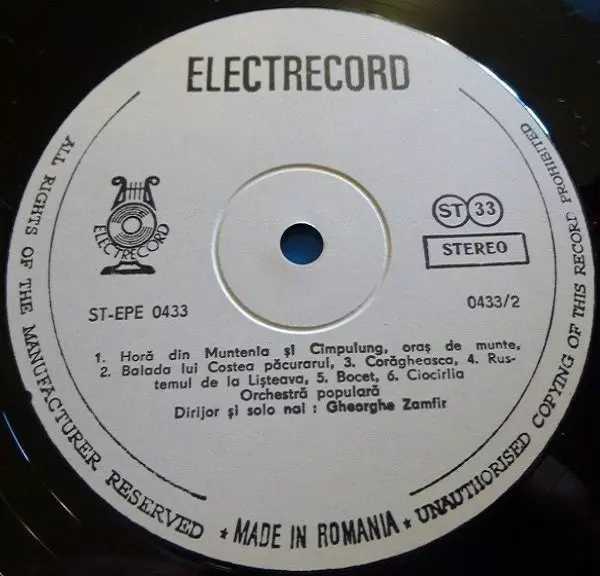 ELECTRECORD
ALL RIGHTS OF THE MANUFACTURER RESERVED ★ MADE IN ROMANIA ★ UNAUTHORISED COPYING OF THIS RECORD PROHIBITED
ELECTRECORD
ST 33
STEREO
ST-EPE 0433
0433/2
1. Horă din Muntenia și Cîmpulung, oraș de munte,
2. Balada lui Costea păcurarul, 3. Corăgheasca, 4. Rus-
temul de la Lișteava, 5. Bocet, 6. Ciocîrlia
Orchestră populară
Dirijor și solo nai : Gheorghe Zamfir